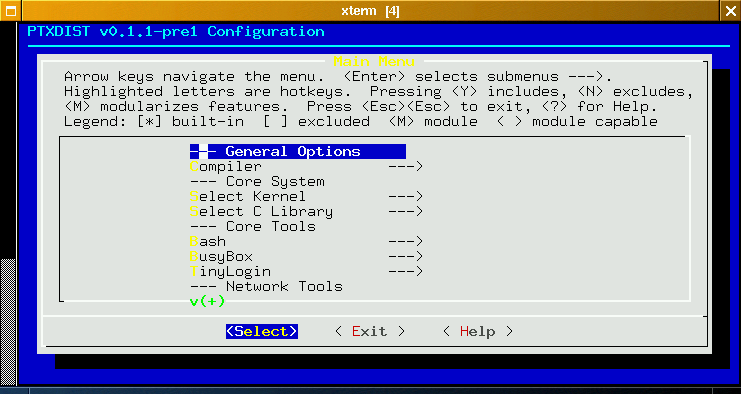 xterm [4]
PTXDIST v0.1.1-pre1 Configuration
Main Menu
Arrow keys navigate the menu. <Enter> selects submenus --->.
Highlighted letters are hotkeys. Pressing <Y> includes, <N> excludes,
<M> modularizes features. Press <Esc><Esc> to exit, <?> for Help.
Legend: [*] built-in [ ] excluded <M> module < > module capable
--- General Options
Compiler --->
--- Core System
Select Kernel --->
Select C Library --->
--- Core Tools
Bash --->
BusyBox --->
TinyLogin --->
--- Network Tools
v(+)
<Select> < Exit > < Help >